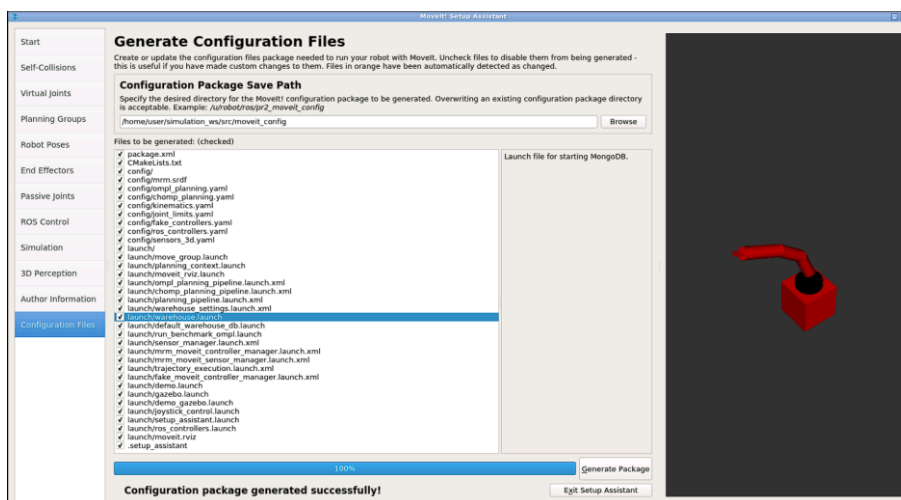 MoveIt! Setup Assistant
Start
Self-Collisions
Virtual Joints
Planning Groups
Robot Poses
End Effectors
Passive Joints
ROS Control
Simulation
3D Perception
Author Information
Configuration Files
Generate Configuration Files
Create or update the configuration files package needed to run your robot with MoveIt. Uncheck files to disable them from being generated -
this is useful if you have made custom changes to them. Files in orange have been automatically detected as changed.
Configuration Package Save Path
Specify the desired directory for the MoveIt! configuration package to be generated. Overwriting an existing configuration package directory
is acceptable. Example: /u/robot/ros/pr2_moveit_config
/home/user/simulation_ws/src/moveit_config
Browse
Files to be generated: (checked)
package.xml
CMakeLists.txt
config/
config/mrm.srdf
config/ompl_planning.yaml
config/chomp_planning.yaml
config/kinematics.yaml
config/joint_limits.yaml
config/fake_controllers.yaml
config/ros_controllers.yaml
config/sensors_3d.yaml
launch/
launch/move_group.launch
launch/planning_context.launch
launch/moveit_rviz.launch
launch/ompl_planning_pipeline.launch.xml
launch/chomp_planning_pipeline.launch.xml
launch/planning_pipeline.launch.xml
launch/warehouse_settings.launch.xml
launch/warehouse.launch
launch/default_warehouse_db.launch
launch/run_benchmark_ompl.launch
launch/sensor_manager.launch.xml
launch/mrm_moveit_controller_manager.launch.xml
launch/mrm_moveit_sensor_manager.launch.xml
launch/trajectory_execution.launch.xml
launch/fake_moveit_controller_manager.launch.xml
launch/demo.launch
launch/gazebo.launch
launch/demo_gazebo.launch
launch/joystick_control.launch
launch/setup_assistant.launch
launch/ros_controllers.launch
launch/moveit.rviz
.setup_assistant
Launch file for starting MongoDB.
100%
Generate Package
Configuration package generated successfully!
Exit Setup Assistant